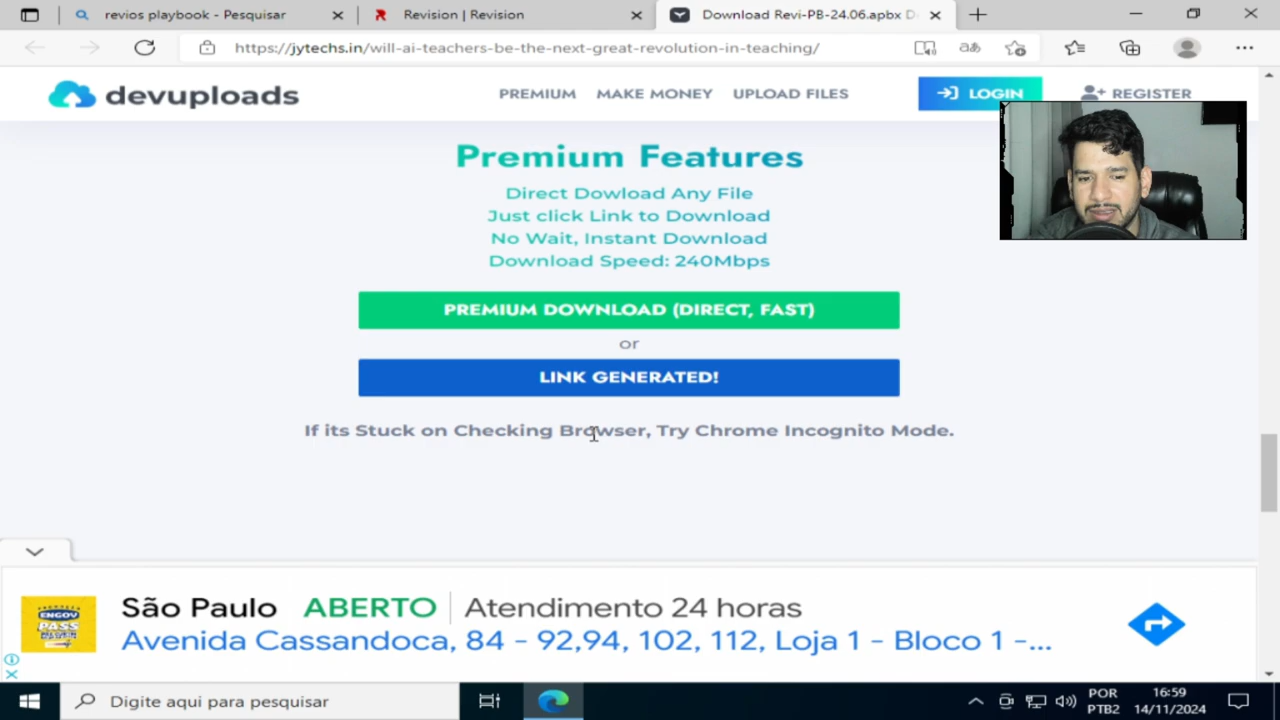 revios playbook - Pesquisar
Revision | Revision
Download Revi-PB-24.06.apbx D
https://jytechs.in/will-ai-teachers-be-the-next-great-revolution-in-teaching/
devuploads
PREMIUM
MAKE MONEY
UPLOAD FILES
LOGIN
REGISTER
Premium Features
Direct Dowload Any File
Just click Link to Download
No Wait, Instant Download
Download Speed: 240Mbps
PREMIUM DOWNLOAD (DIRECT, FAST)
or
LINK GENERATED!
If its Stuck on Checking Browser, Try Chrome Incognito Mode.
ENGOV
PASS
São Paulo ABERTO Atendimento 24 horas
Avenida Cassandoca, 84 - 92,94, 102, 112, Loja 1 - Bloco 1 -...
Digite aqui para pesquisar
POR
PTB2
16:59
14/11/2024